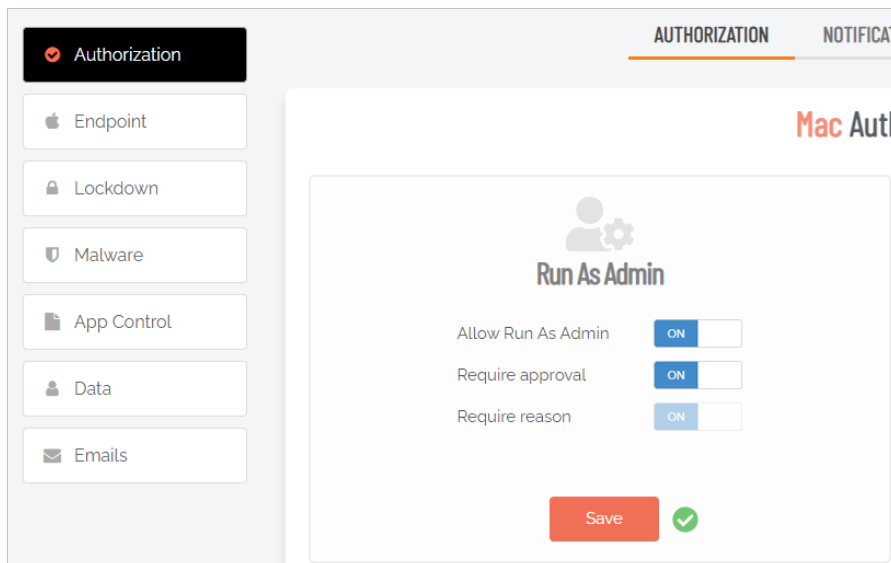 Authorization
Endpoint
Lockdown
Malware
App Control
Data
Emails
AUTHORIZATION
Mac
Run As Admin
Allow Run As Admin ON
Require approval ON
Require reason ON
Save